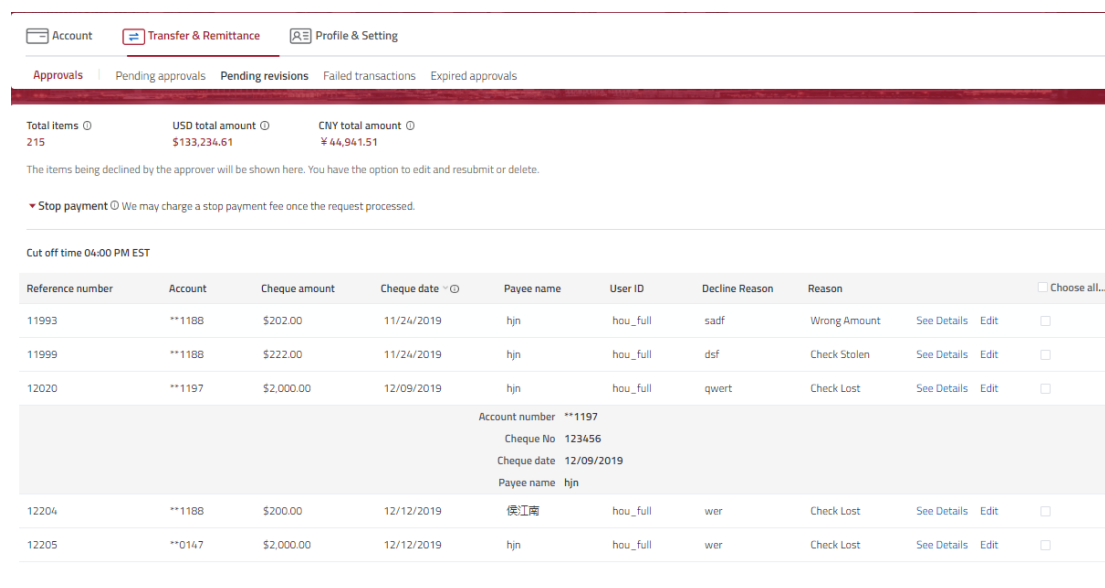 Account Transfer & Remittance Profile & Setting
Approvals Pending approvals Pending revisions Failed transactions Expired approvals
Total items USD total amount CNY total amount
215 $133,234.61 ¥44,941.51
The items being declined by the approver will be shown here. You have the option to edit and resubmit or delete.
Stop payment We may charge a stop payment fee once the request processed.
Cut off time 04:00 PM EST
Reference number Account Cheque amount Cheque date Payee name User ID Decline Reason Reason Choose all...
11993 **1188 $202.00 11/24/2019 hjn hou_full sadf Wrong Amount See Details Edit
11999 **1188 $222.00 11/24/2019 hjn hou_full dsf Check Stolen See Details Edit
12020 **1197 $2,000.00 12/09/2019 hjn hou_full qwert Check Lost See Details Edit
Account number **1197
Cheque No 123456
Cheque date 12/09/2019
Payee name hjn
12204 **1188 $200.00 12/12/2019 侯江南 hou_full wer Check Lost See Details Edit
12205 **0147 $2,000.00 12/12/2019 hjn hou_full wer Check Lost See Details Edit